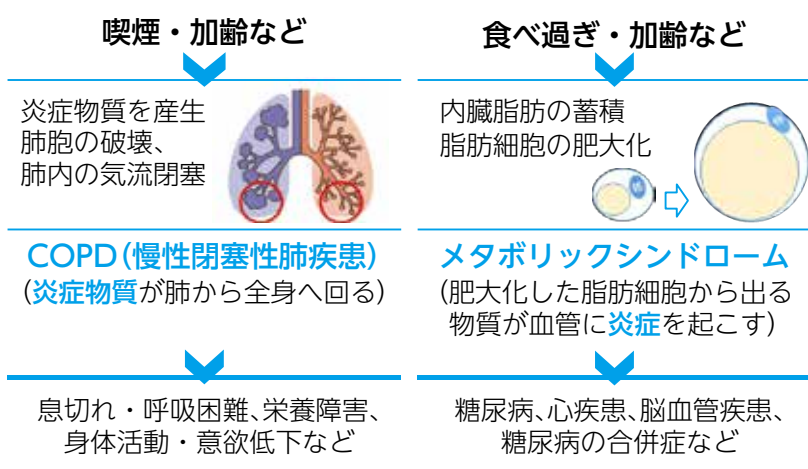 喫煙・加齢など
炎症物質を産生
肺胞の破壊、
肺内の気流閉塞
COPD（慢性閉塞性肺疾患）
（炎症物質が肺から全身へ回る）
息切れ・呼吸困難、栄養障害、
身体活動・意欲低下など
食べ過ぎ・加齢など
内臓脂肪の蓄積
脂肪細胞の肥大化
メタボリックシンドローム
（肥大化した脂肪細胞から出る
物質が血管に炎症を起こす）
糖尿病、心疾患、脳血管疾患、
糖尿病の合併症など